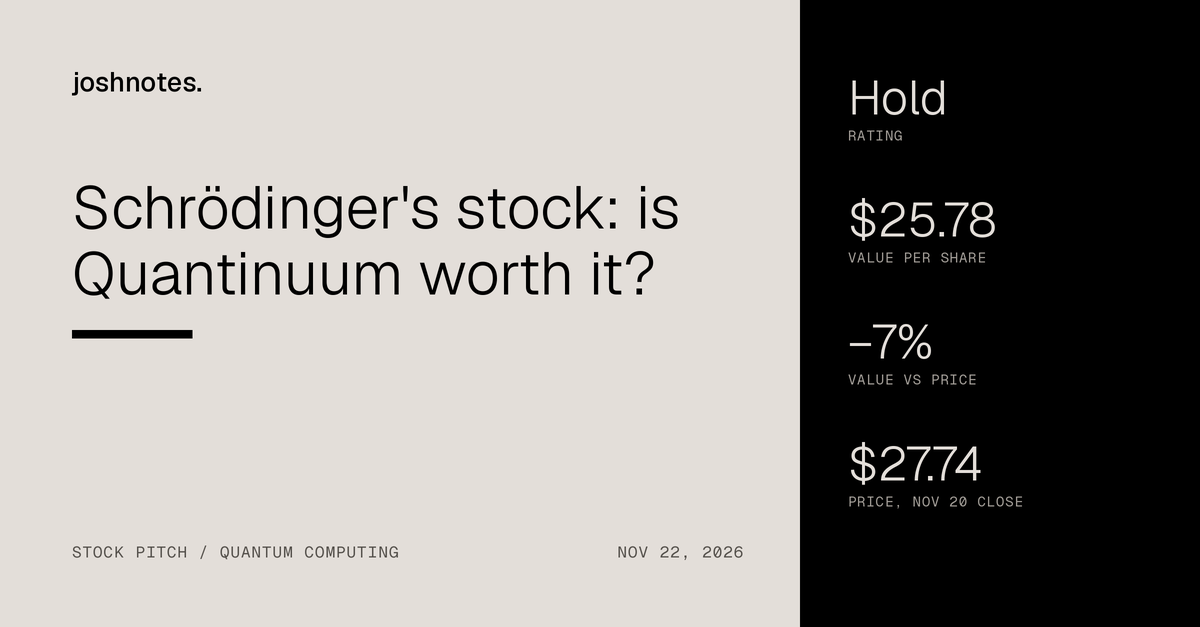 joshnotes.
Schrödinger's stock: is
Quantinuum worth it?
STOCK PITCH / QUANTUM COMPUTING
NOV 22, 2026
Hold
RATING
$25.78
VALUE PER SHARE
–7%
VALUE VS PRICE
$27.74
PRICE, NOV 20 CLOSE